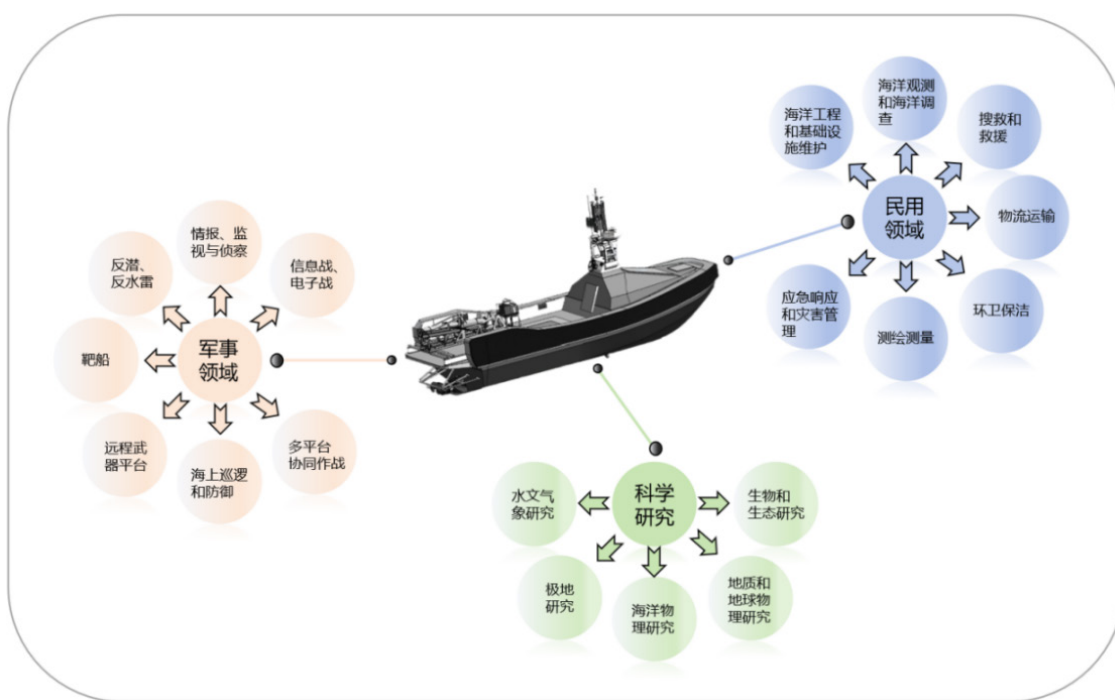 军事
领域
情报、监
视与侦察
信息战、
电子战
反潜、
反水雷
靶船
远程武
器平台
海上巡逻
和防御
多平台
协同作战
民用
领域
海洋工程
和基础设
施维护
海洋观测
和海洋调
查
搜救和
救援
物流运输
环卫保洁
测绘测量
应急响应
和灾害管
理
科学
研究
水文气
象研究
极地
研究
海洋物
理研究
地质和
地球物
理研究
生物和
生态研究